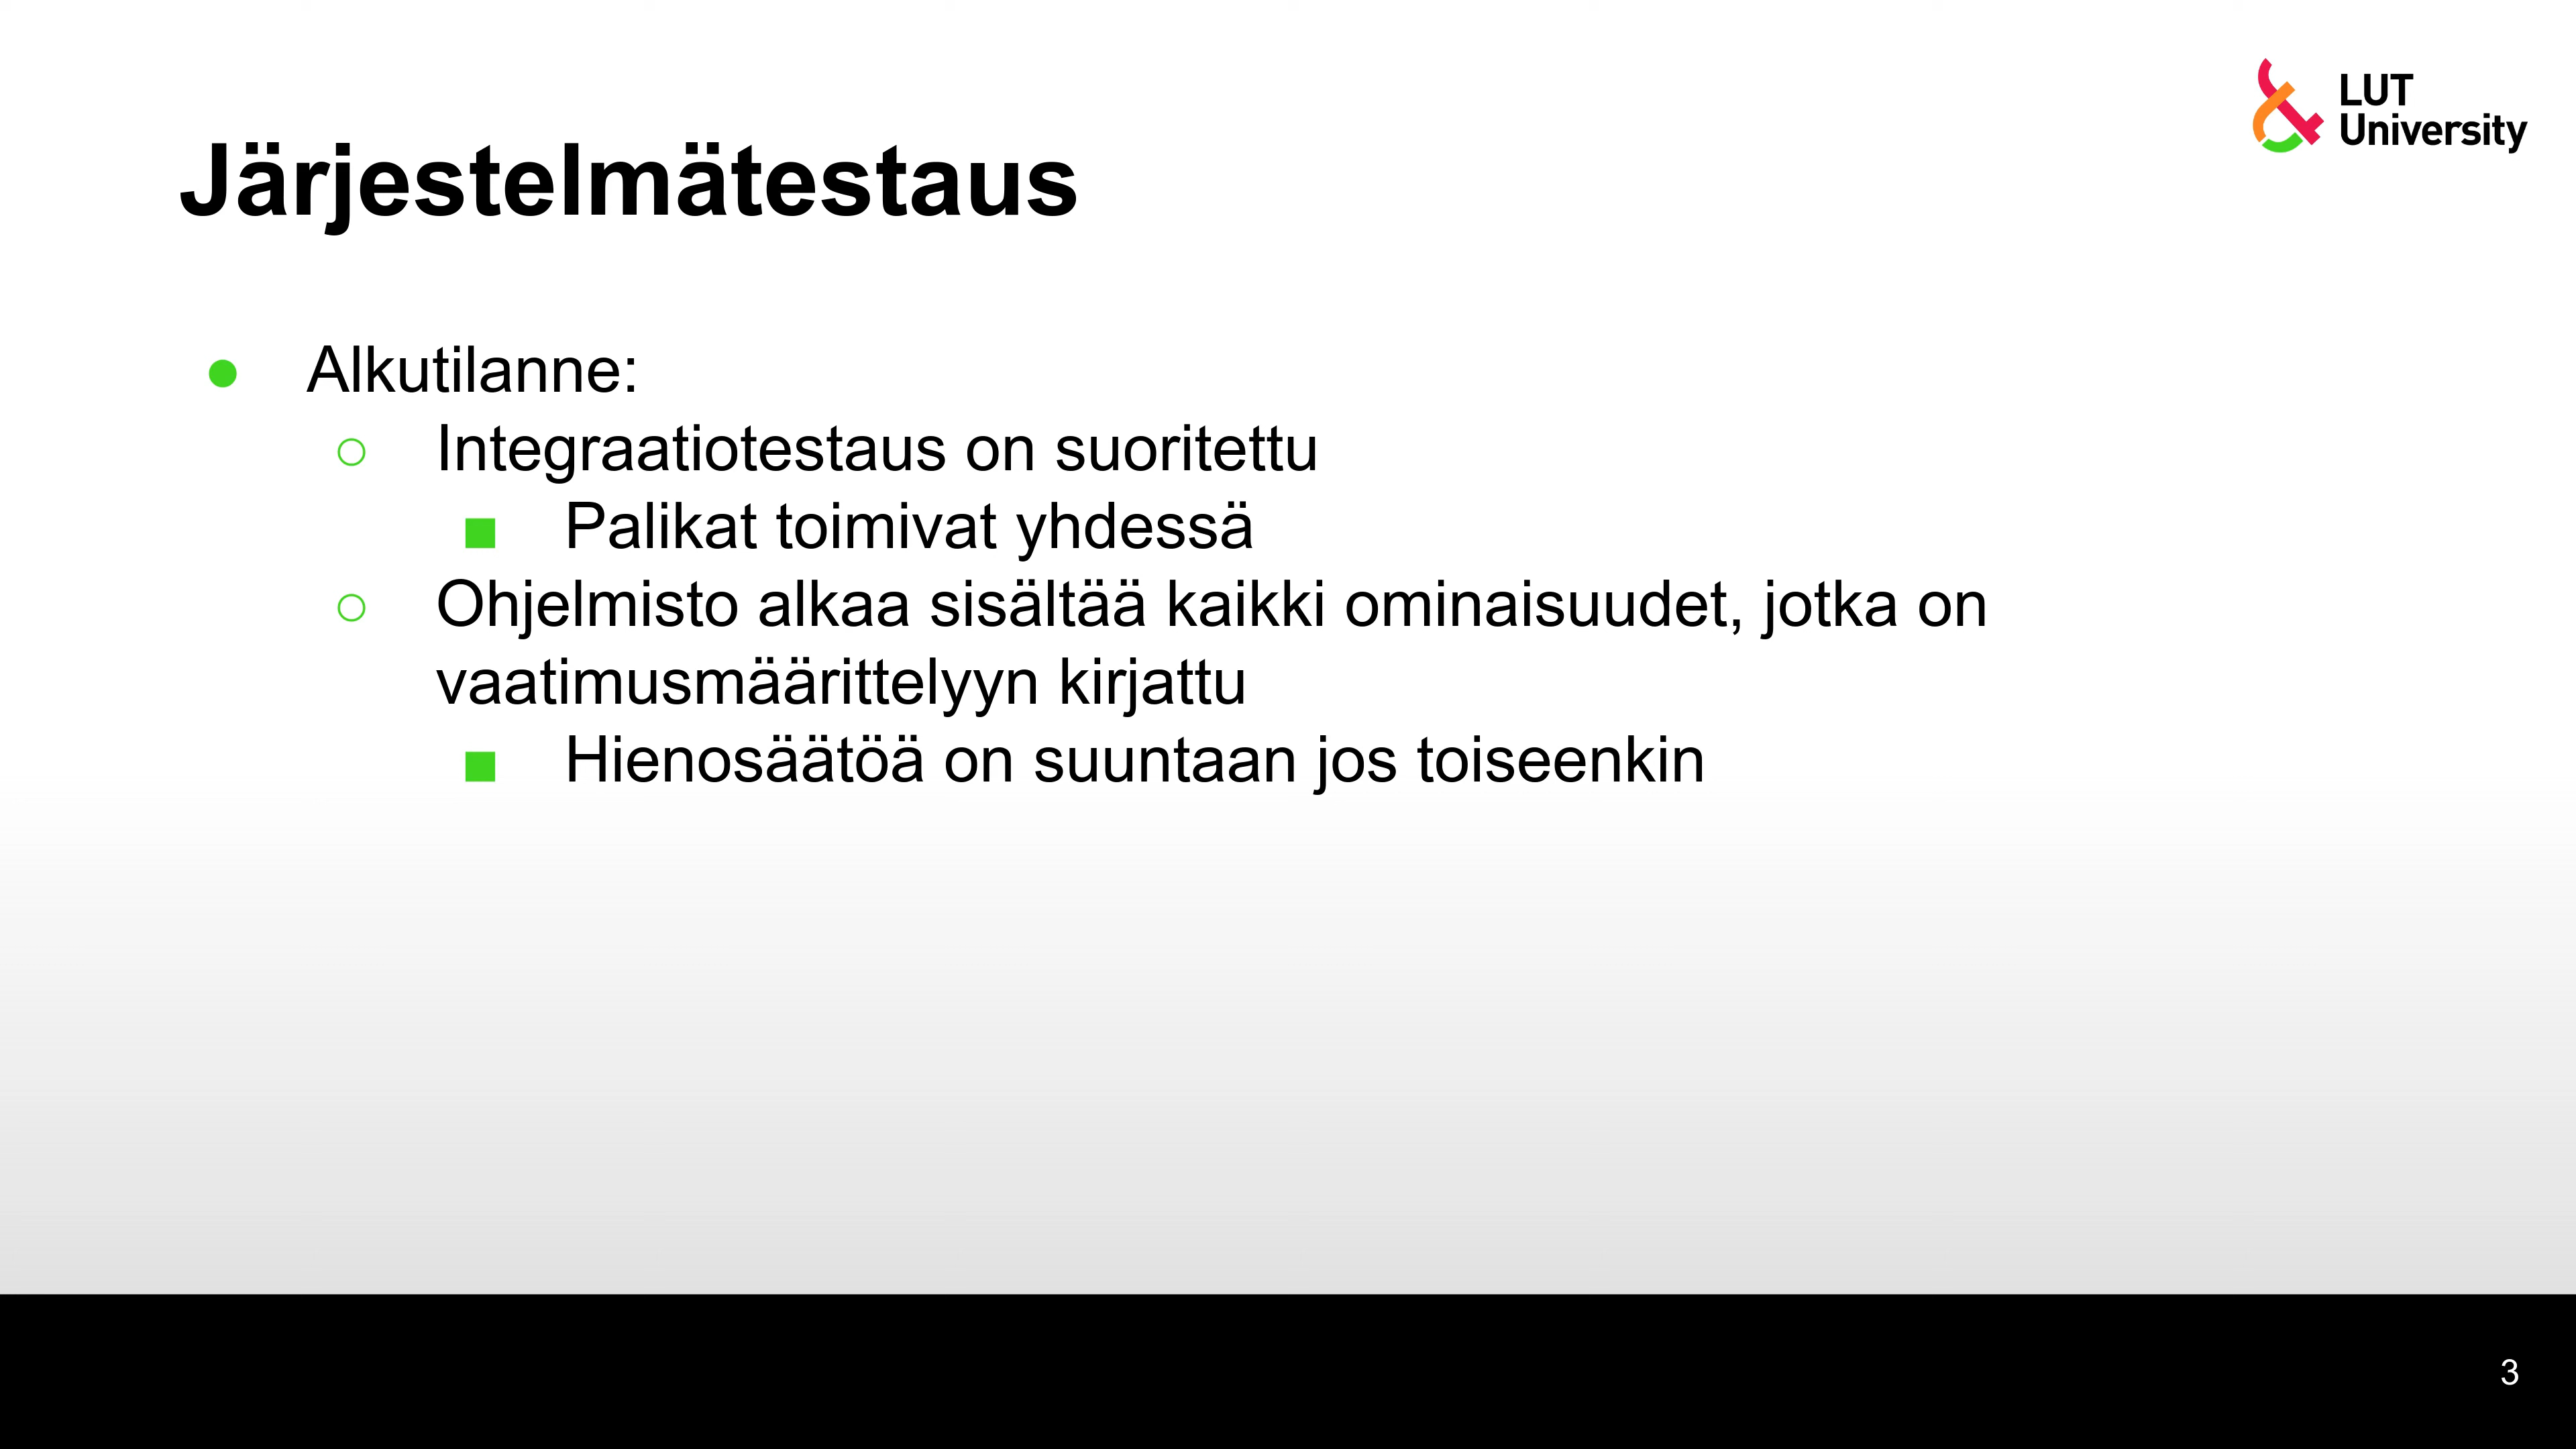 LUT
University
Järjestelmätestaus
● Alkutilanne:
○ Integraatiotestaus on suoritettu
■ Palikat toimivat yhdessä
○ Ohjelmisto alkaa sisältää kaikki ominaisuudet, jotka on
vaatimusmäärittelyyn kirjattu
■ Hienosäätöä on suuntaan jos toiseenkin
3